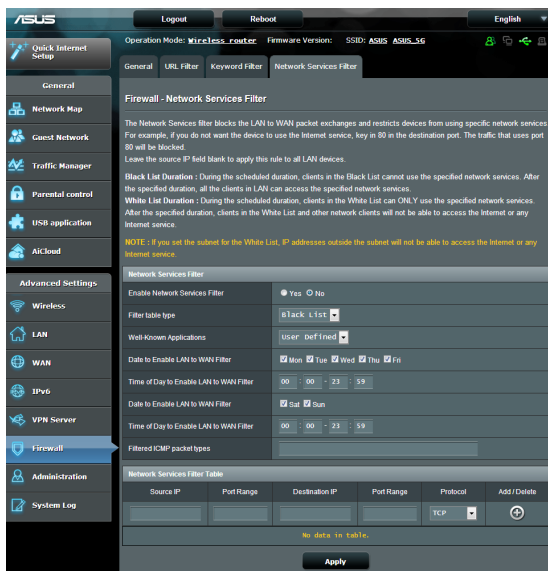 ASUS
Logout
Reboot
English
Quick Internet Setup
Operation Mode: Wireless router Firmware Version: SSID: ASUS ASUS_5G
General
URL Filter
Keyword Filter
Network Services Filter
General
Network Map
Guest Network
Traffic Manager
Parental control
USB application
AiCloud
Advanced Settings
Wireless
LAN
WAN
IPv6
VPN Server
Firewall
Administration
System Log
Firewall - Network Services Filter
The Network Services filter blocks the LAN to WAN packet exchanges and restricts devices from using specific network services.
For example, if you do not want the device to use the Internet service, key in 80 in the destination port. The traffic that uses port
80 will be blocked.
Leave the source IP field blank to apply this rule to all LAN devices.
Black List Duration : During the scheduled duration, clients in the Black List cannot use the specified network services. After
the specified duration, all the clients in LAN can access the specified network services.
White List Duration : During the scheduled duration, clients in the White List can ONLY use the specified network services.
After the specified duration, clients in the White List and other network clients will not be able to access the Internet or any
Internet service.
NOTE : If you set the subnet for the White List, IP addresses outside the subnet will not be able to access the Internet or any
Internet service.
Network Services Filter
Enable Network Services Filter Yes No
Filter table type Black List
Well-Known Applications User Defined
Date to Enable LAN to WAN Filter Mon Tue Wed Thu Fri
Time of Day to Enable LAN to WAN Filter 00 : 00 - 23 : 59
Date to Enable LAN to WAN Filter Sat Sun
Time of Day to Enable LAN to WAN Filter 00 : 00 - 23 : 59
Filtered ICMP packet types
Network Services Filter Table
Source IP Port Range Destination IP Port Range Protocol Add / Delete
TCP
No data in table.
Apply